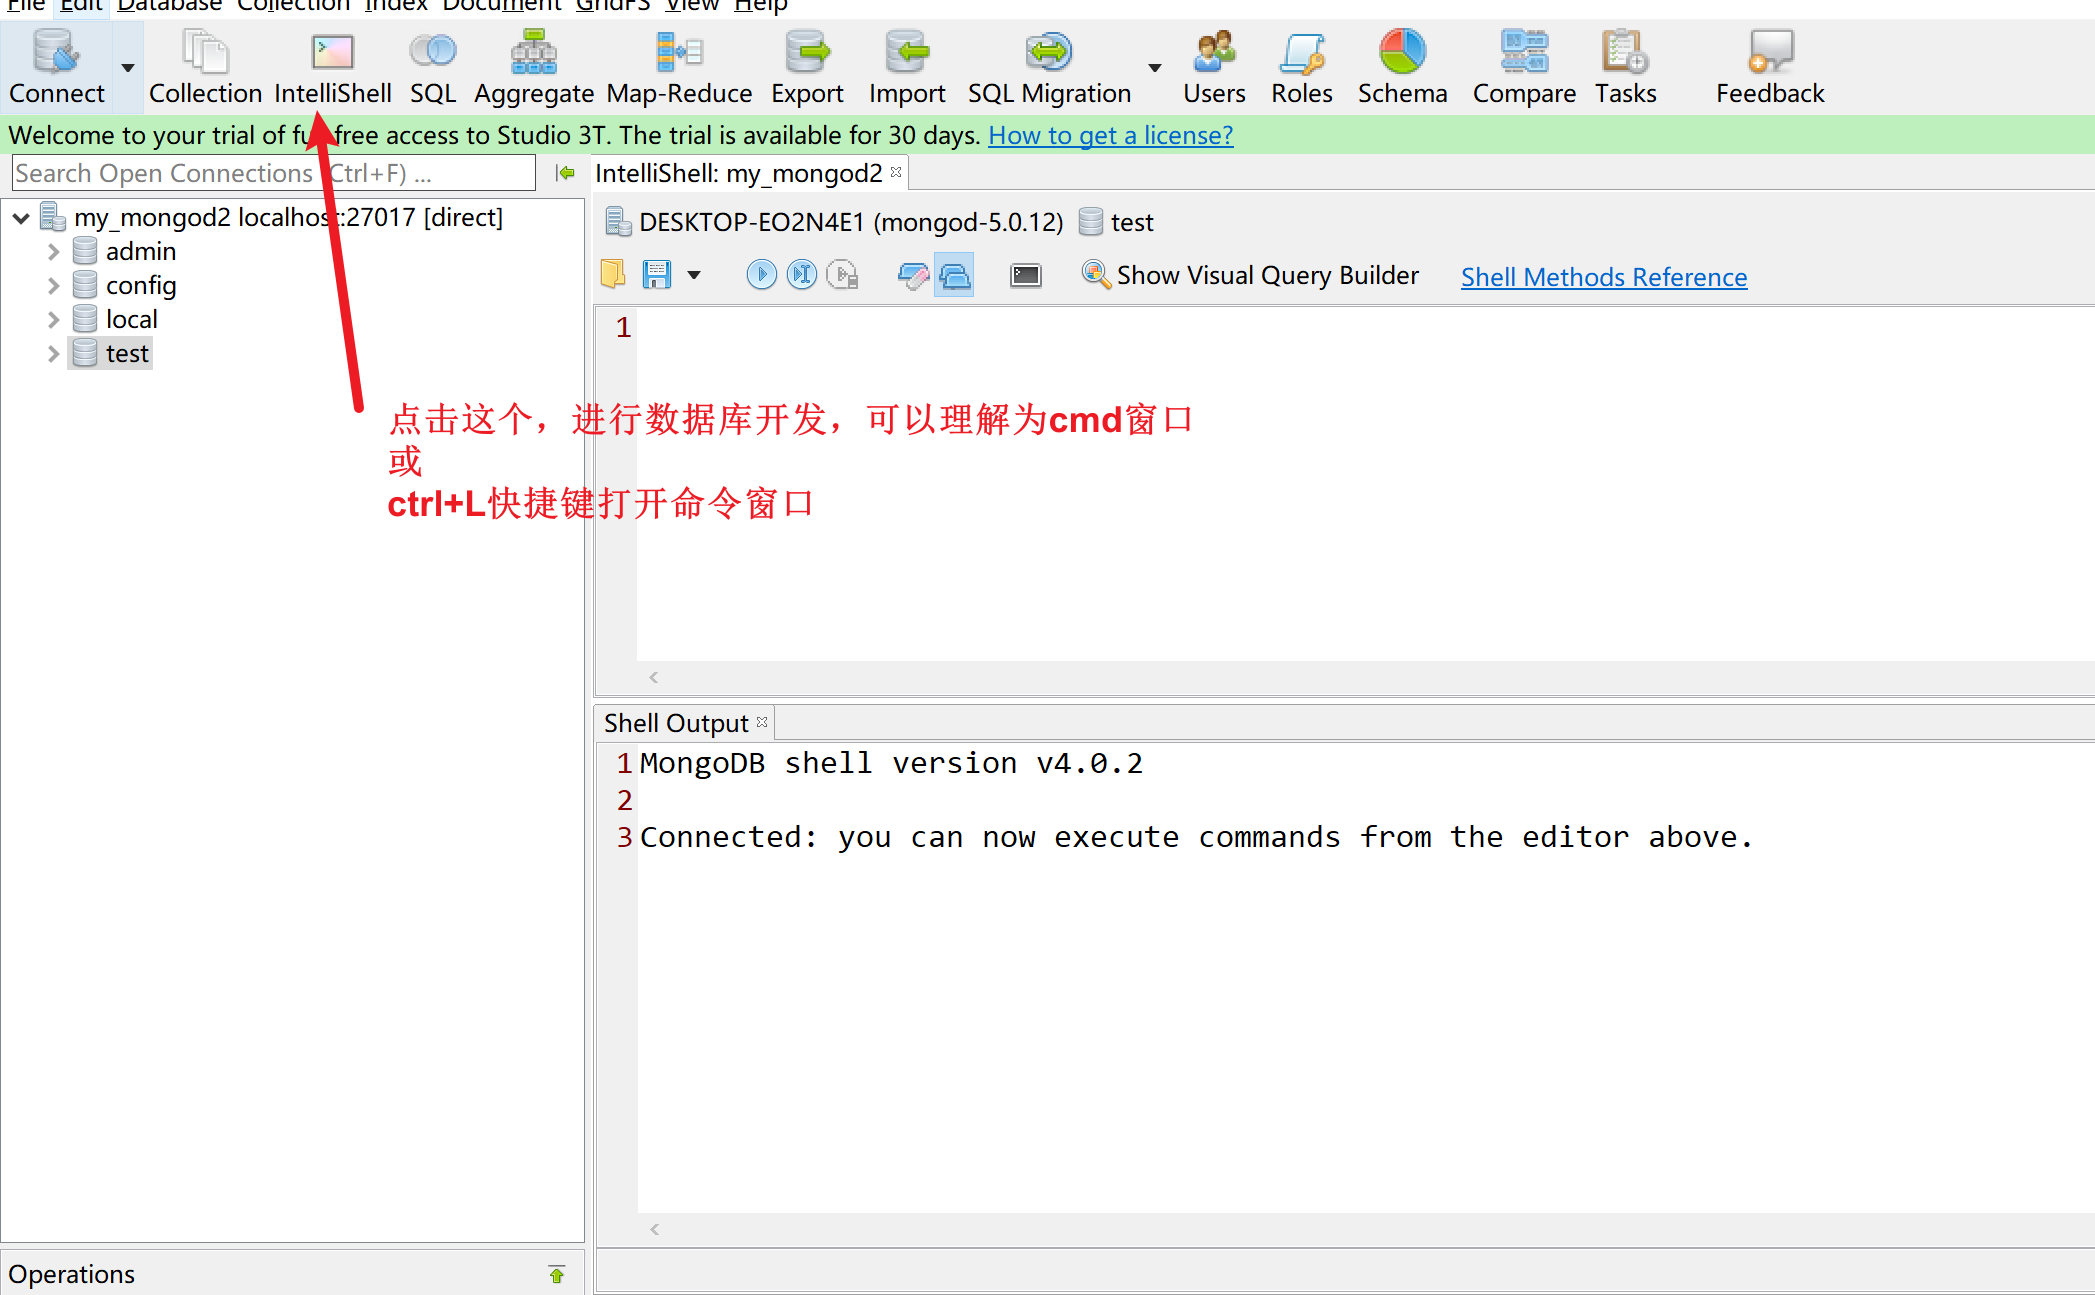 File Edit Database Collection Index Document GridFS View Help
Connect Collection IntelliShell SQL Aggregate Map-Reduce Export Import SQL Migration Users Roles Schema Compare Tasks Feedback
Welcome to your trial of fu free access to Studio 3T. The trial is available for 30 days. How to get a license?
Search Open Connections Ctrl+F) ...
IntelliShell: my_mongod2
my_mongod2 localhost:27017 [direct]
admin
config
local
test
DESKTOP-EO2N4E1 (mongod-5.0.12) test
Show Visual Query Builder Shell Methods Reference
1
点击这个，进行数据库开发，可以理解为cmd窗口
或
ctrl+L快捷键打开命令窗口
Shell Output
1 MongoDB shell version v4.0.2
2
3 Connected: you can now execute commands from the editor above.
Operations